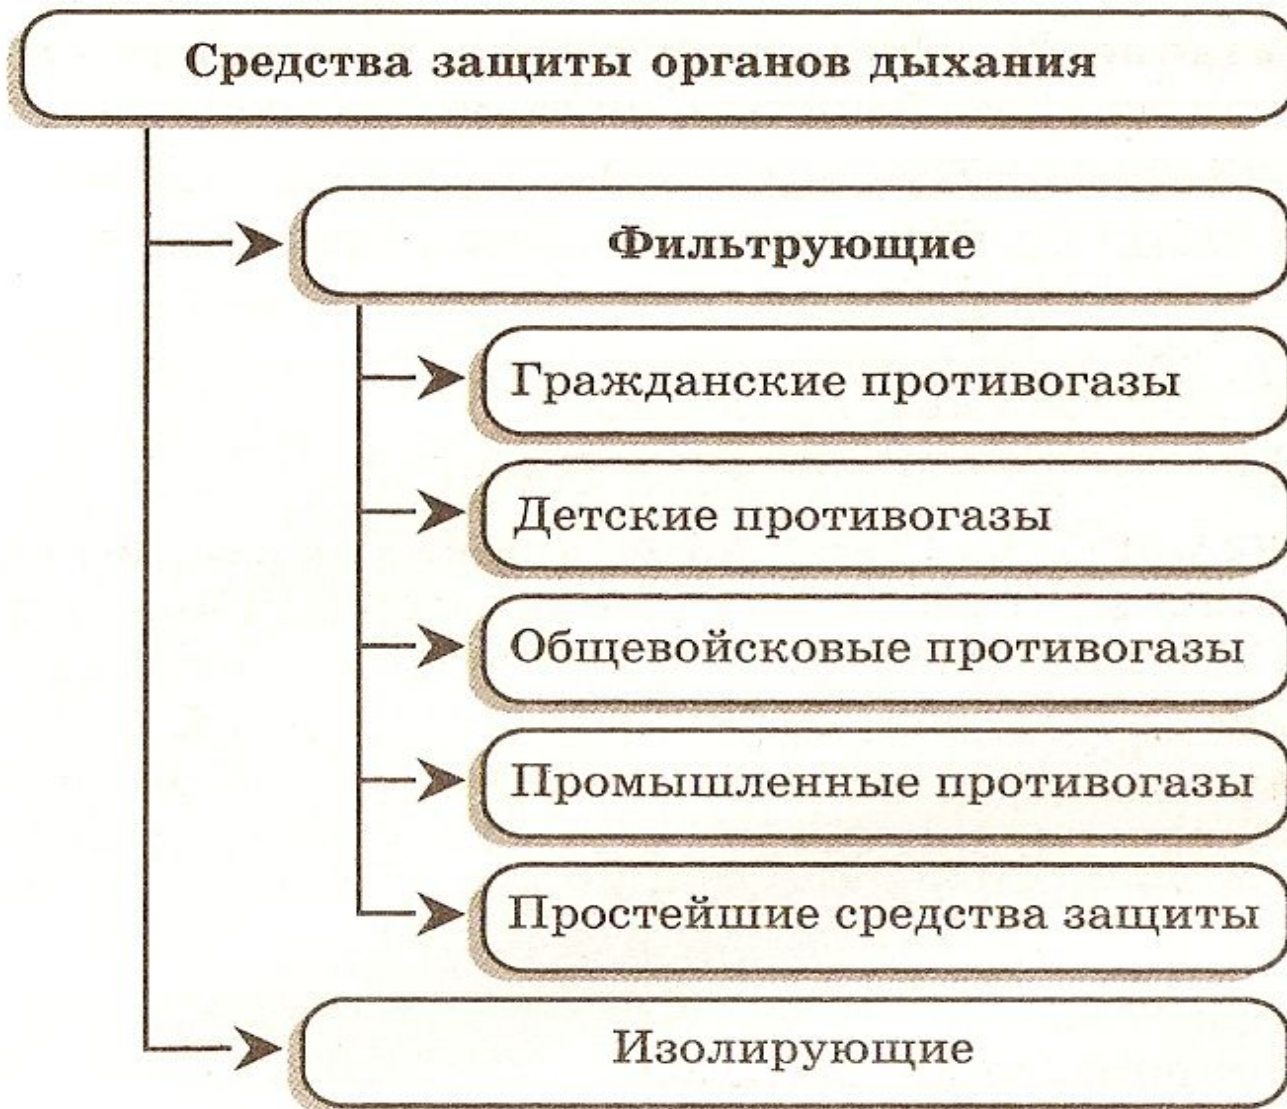 Средства защиты органов дыхания
Фильтрующие
Гражданские противогазы
Детские противогазы
Общевойсковые противогазы
Промышленные противогазы
Простейшие средства защиты
Изолирующие